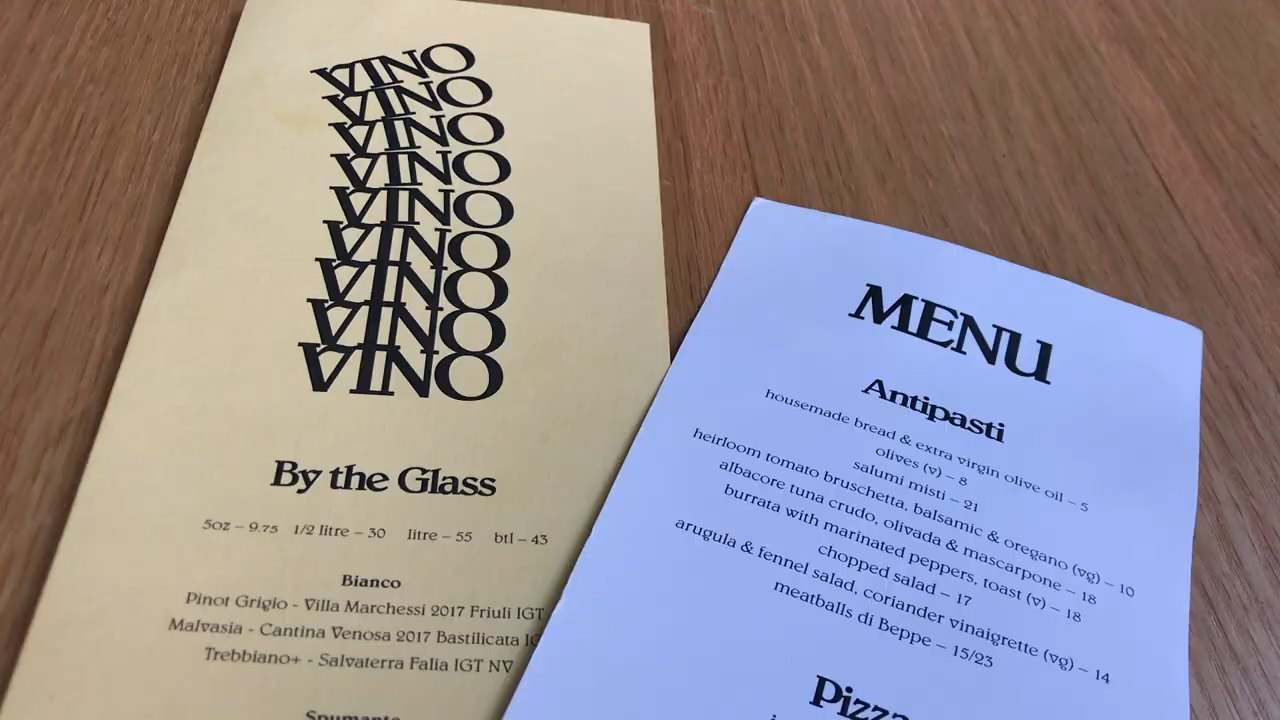 VINO
VINO
VINO
VINO
VINO
VINO
VINO
VINO
VINO
By the Glass
5oz – 9.75 1/2 litre – 30 litre – 55 btl – 43
Bianco
Pinot Grigio - Villa Marchessi 2017 Friuli IGT
Malvasia - Cantina Venosa 2017 Bastilicata
Trebbiano+ - Salvaterra Falia IGT NV
Spumante
MENU
Antipasti
housemade bread & extra virgin olive oil – 5
olives (v) – 8
salumi misti – 21
heirloom tomato bruschetta, balsamic & oregano (vg) – 10
albacore tuna crudo, olivada & mascarpone – 18
burrata with marinated peppers, toast (v) – 18
chopped salad – 17
arugula & fennel salad, coriander vinaigrette (vg) – 14
meatballs di Beppe – 15/23
Pizza